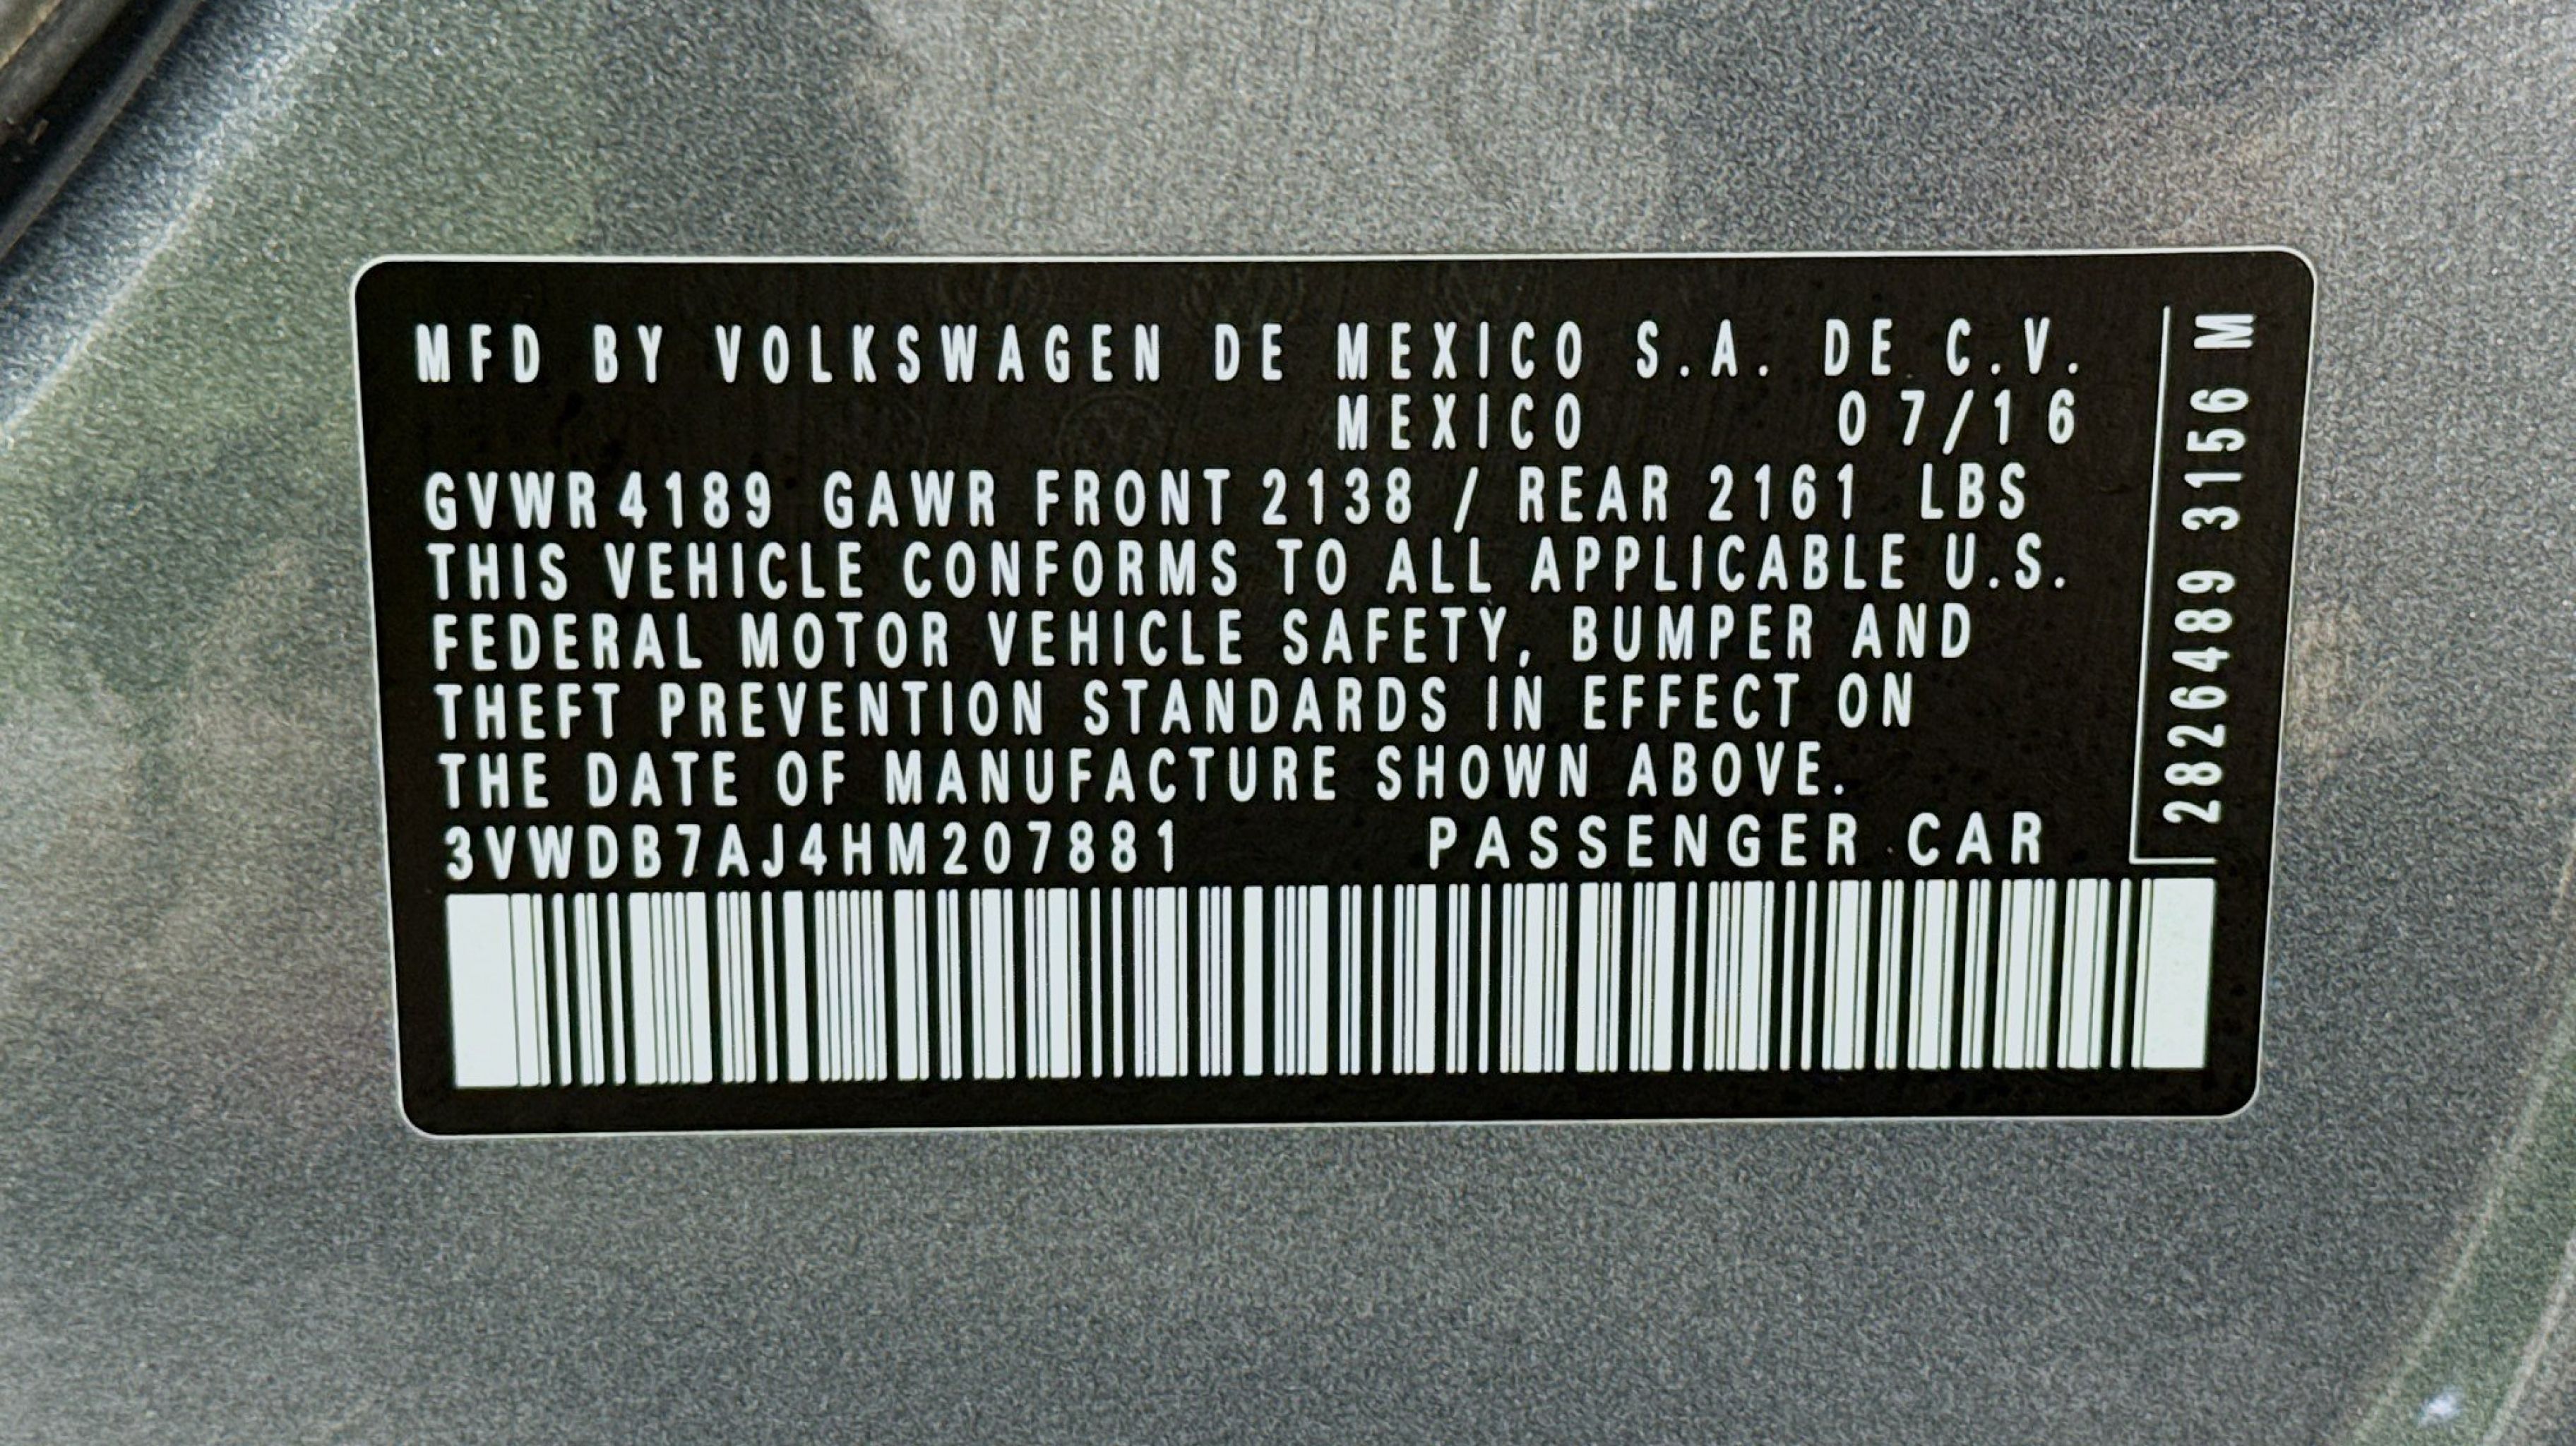 MFD BY VOLKSWAGEN DE MEXICO S.A. DE C.V.
MEXICO 07/16
GVWR 4189 GAWR FRONT 2138 / REAR 2161 LBS
THIS VEHICLE CONFORMS TO ALL APPLICABLE U.S.
FEDERAL MOTOR VEHICLE SAFETY, BUMPER AND
THEFT PREVENTION STANDARDS IN EFFECT ON
THE DATE OF MANUFACTURE SHOWN ABOVE.
3VWDB7AJ4HM207881 PASSENGER CAR
2826489 3156 M